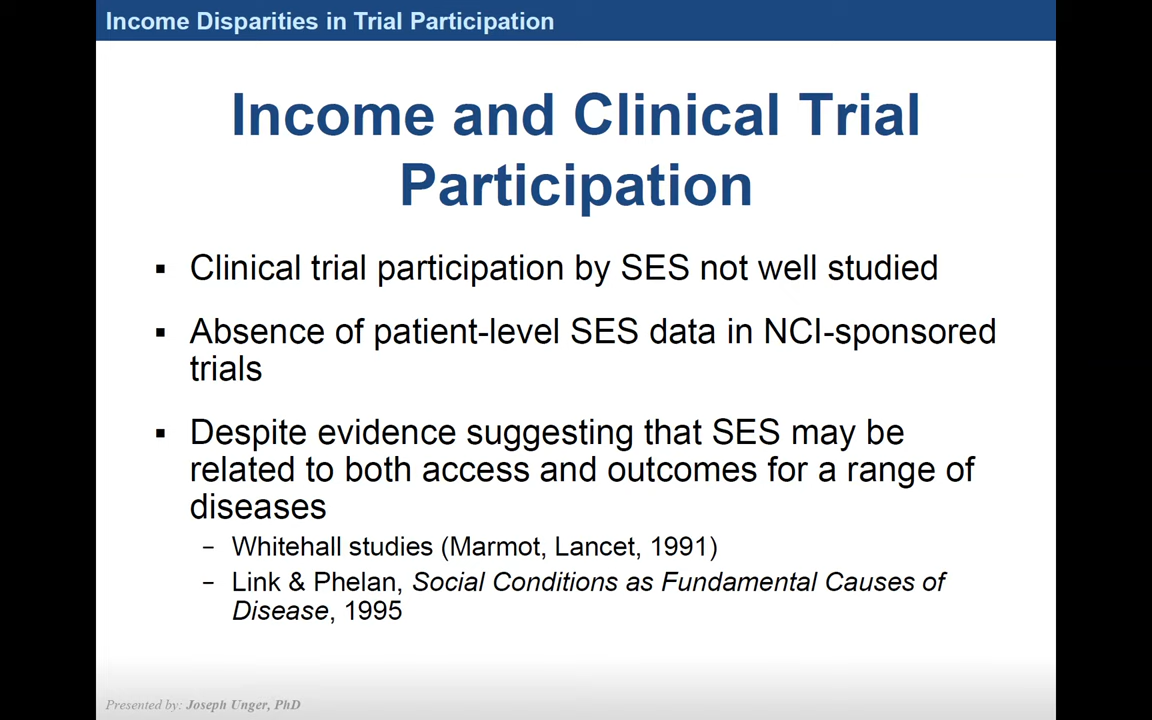 Income Disparities in Trial Participation
Income and Clinical Trial
Participation
▪ Clinical trial participation by SES not well studied
▪ Absence of patient-level SES data in NCI-sponsored
trials
▪ Despite evidence suggesting that SES may be
related to both access and outcomes for a range of
diseases
– Whitehall studies (Marmot, Lancet, 1991)
– Link & Phelan, Social Conditions as Fundamental Causes of
Disease, 1995
Presented by: Joseph Unger, PhD